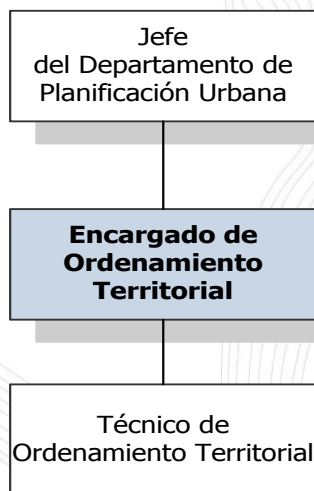 Jefe
del Departamento de
Planificación Urbana
Encargado de
Ordenamiento
Territorial
Técnico de
Ordenamiento Territorial